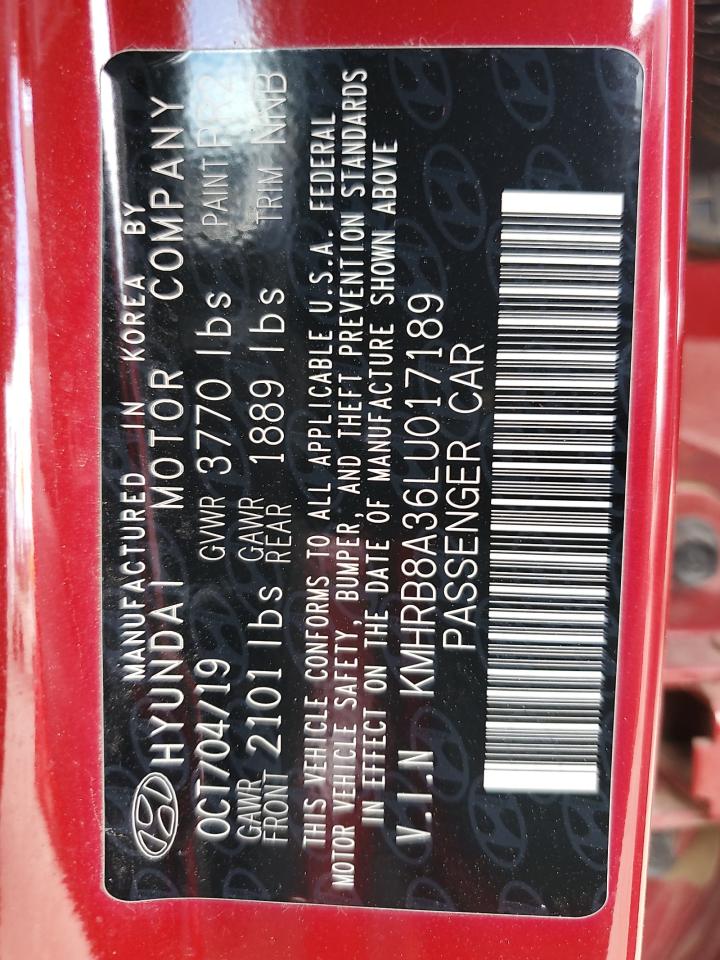 MANUFACTURED IN KOREA BY
HYUNDAI MOTOR COMPANY
OCT/04/19 GVWR 3770 lbs PAINT PR2
GAWR FRONT 2101 lbs GAWR REAR 1889 lbs TRIM NNB
THIS VEHICLE CONFORMS TO ALL APPLICABLE U.S.A. FEDERAL
MOTOR VEHICLE SAFETY, BUMPER, AND THEFT PREVENTION STANDARDS
IN EFFECT ON THE DATE OF MANUFACTURE SHOWN ABOVE
V.I.N KMHRB8A36LU017189
PASSENGER CAR